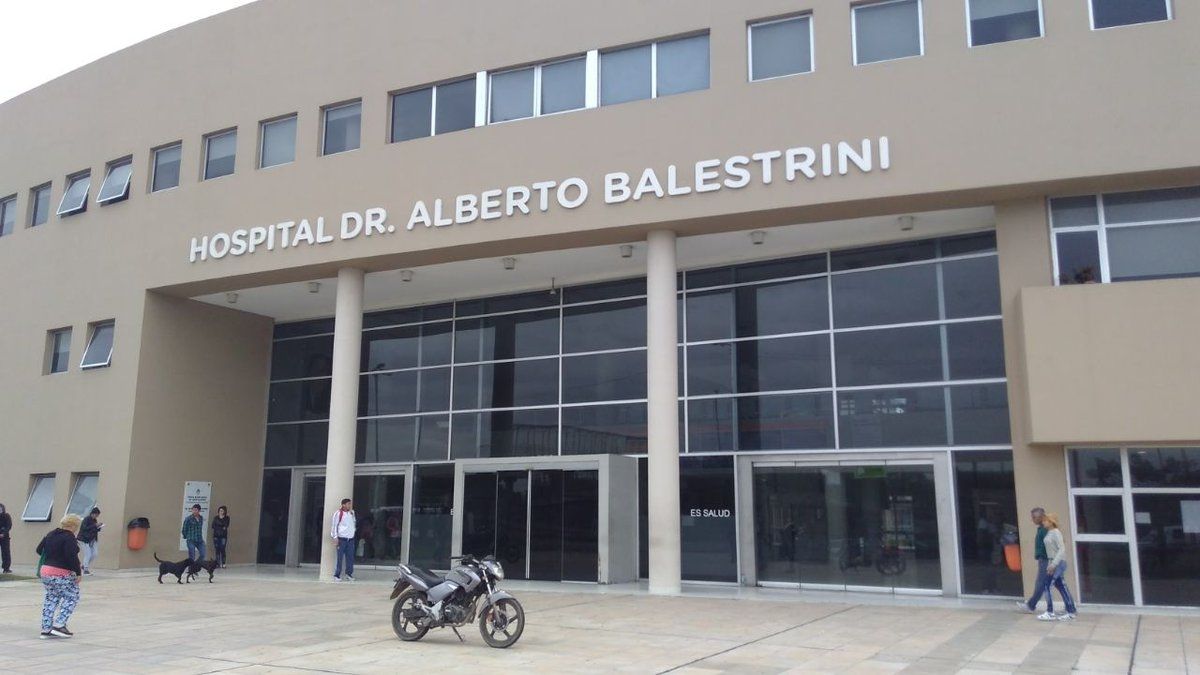 HOSPITAL DR. ALBERTO BALESTRINI
ES SALUD